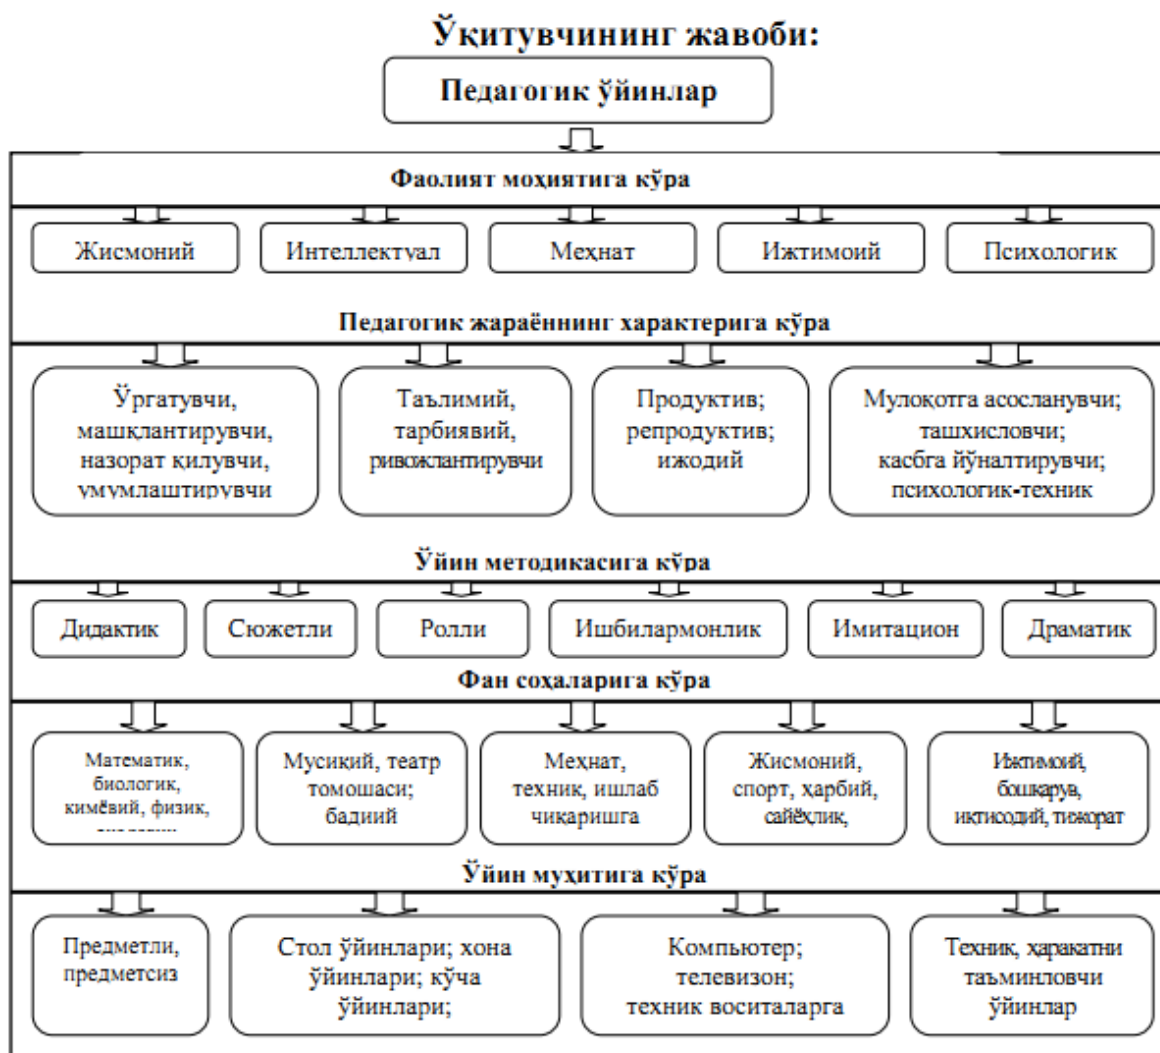 Ўқитувчининг жавоби:
Педагогик ўйинлар
Фаолият моҳиятига кўра
Жисмоний
Интеллектуал
Меҳнат
Ижтимоий
Психологик
Педагогик жараённинг характерига кўра
Ўргатувчи,
машқлантирувчи,
назорат қилувчи,
умумлаштирувчи
Таълимий,
тарбиявий,
ривожлантирувчи
Продуктив;
репродуктив;
ижодий
Мулоқотга асосланувчи;
ташхисловчи;
касбга йўналтирувчи;
психологик-техник
Ўйин методикасига кўра
Дидактик
Сюжетли
Ролли
Ишбилармонлик
Имитацион
Драматик
Фан соҳаларига кўра
Математик,
биологик,
кимёвий, физик,
Мусиқий, театр
томошаси;
бадиий
Меҳнат,
техник, ишлаб
чиқаришга
Жисмоний,
спорт, ҳарбий,
сайёҳлик,
Ижтимоий,
бошқарув,
иқтисодий, тижорат
Ўйин муҳитига кўра
Предметли,
предметсиз
Стол ўйинлари; хона
ўйинлари; кўча
ўйинлари;
Компьютер;
телевизон;
техник воситаларга
Техник, ҳаракатни
таъминловчи
ўйинлар